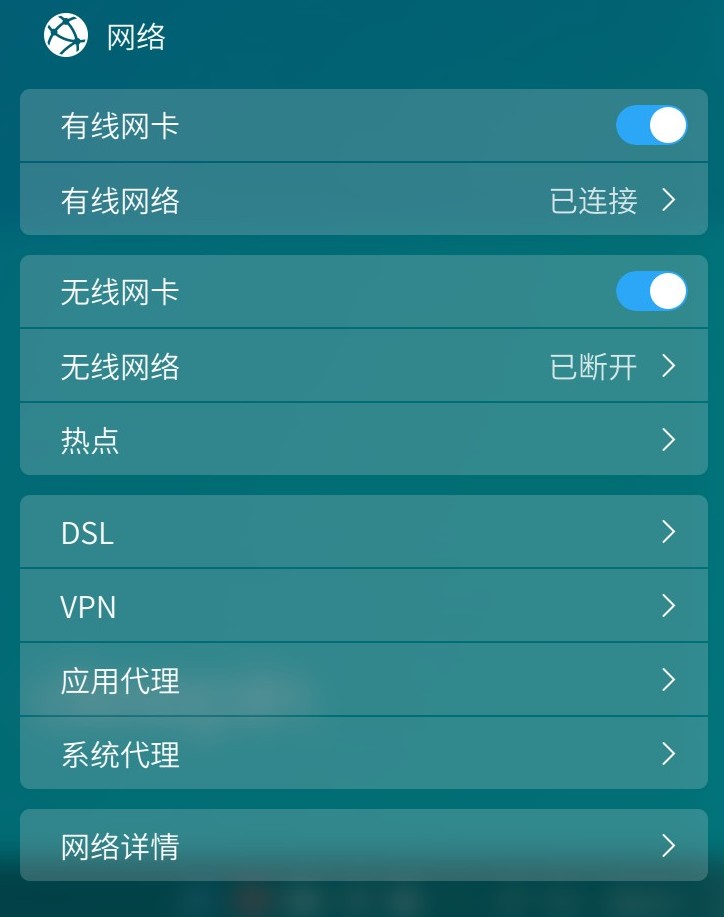 网络
有线网卡
有线网络 已连接
无线网卡
无线网络 已断开
热点
DSL
VPN
应用代理
系统代理
网络详情